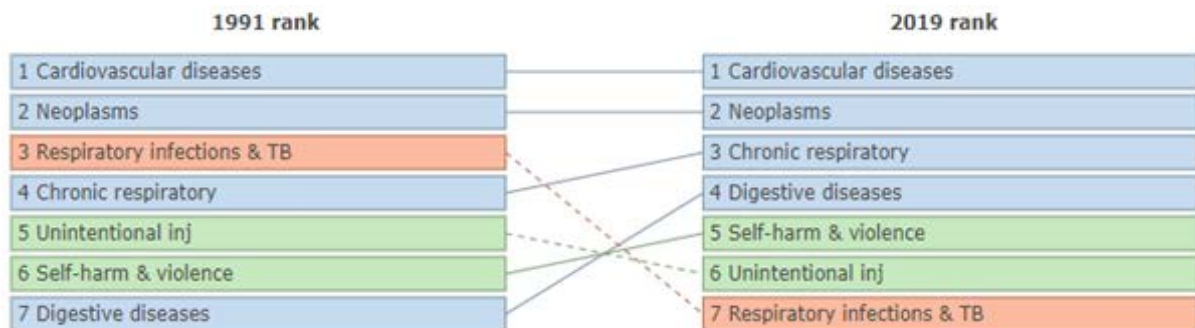 1991 rank
1 Cardiovascular diseases
2 Neoplasms
3 Respiratory infections & TB
4 Chronic respiratory
5 Unintentional inj
6 Self-harm & violence
7 Digestive diseases
2019 rank
1 Cardiovascular diseases
2 Neoplasms
3 Chronic respiratory
4 Digestive diseases
5 Self-harm & violence
6 Unintentional inj
7 Respiratory infections & TB